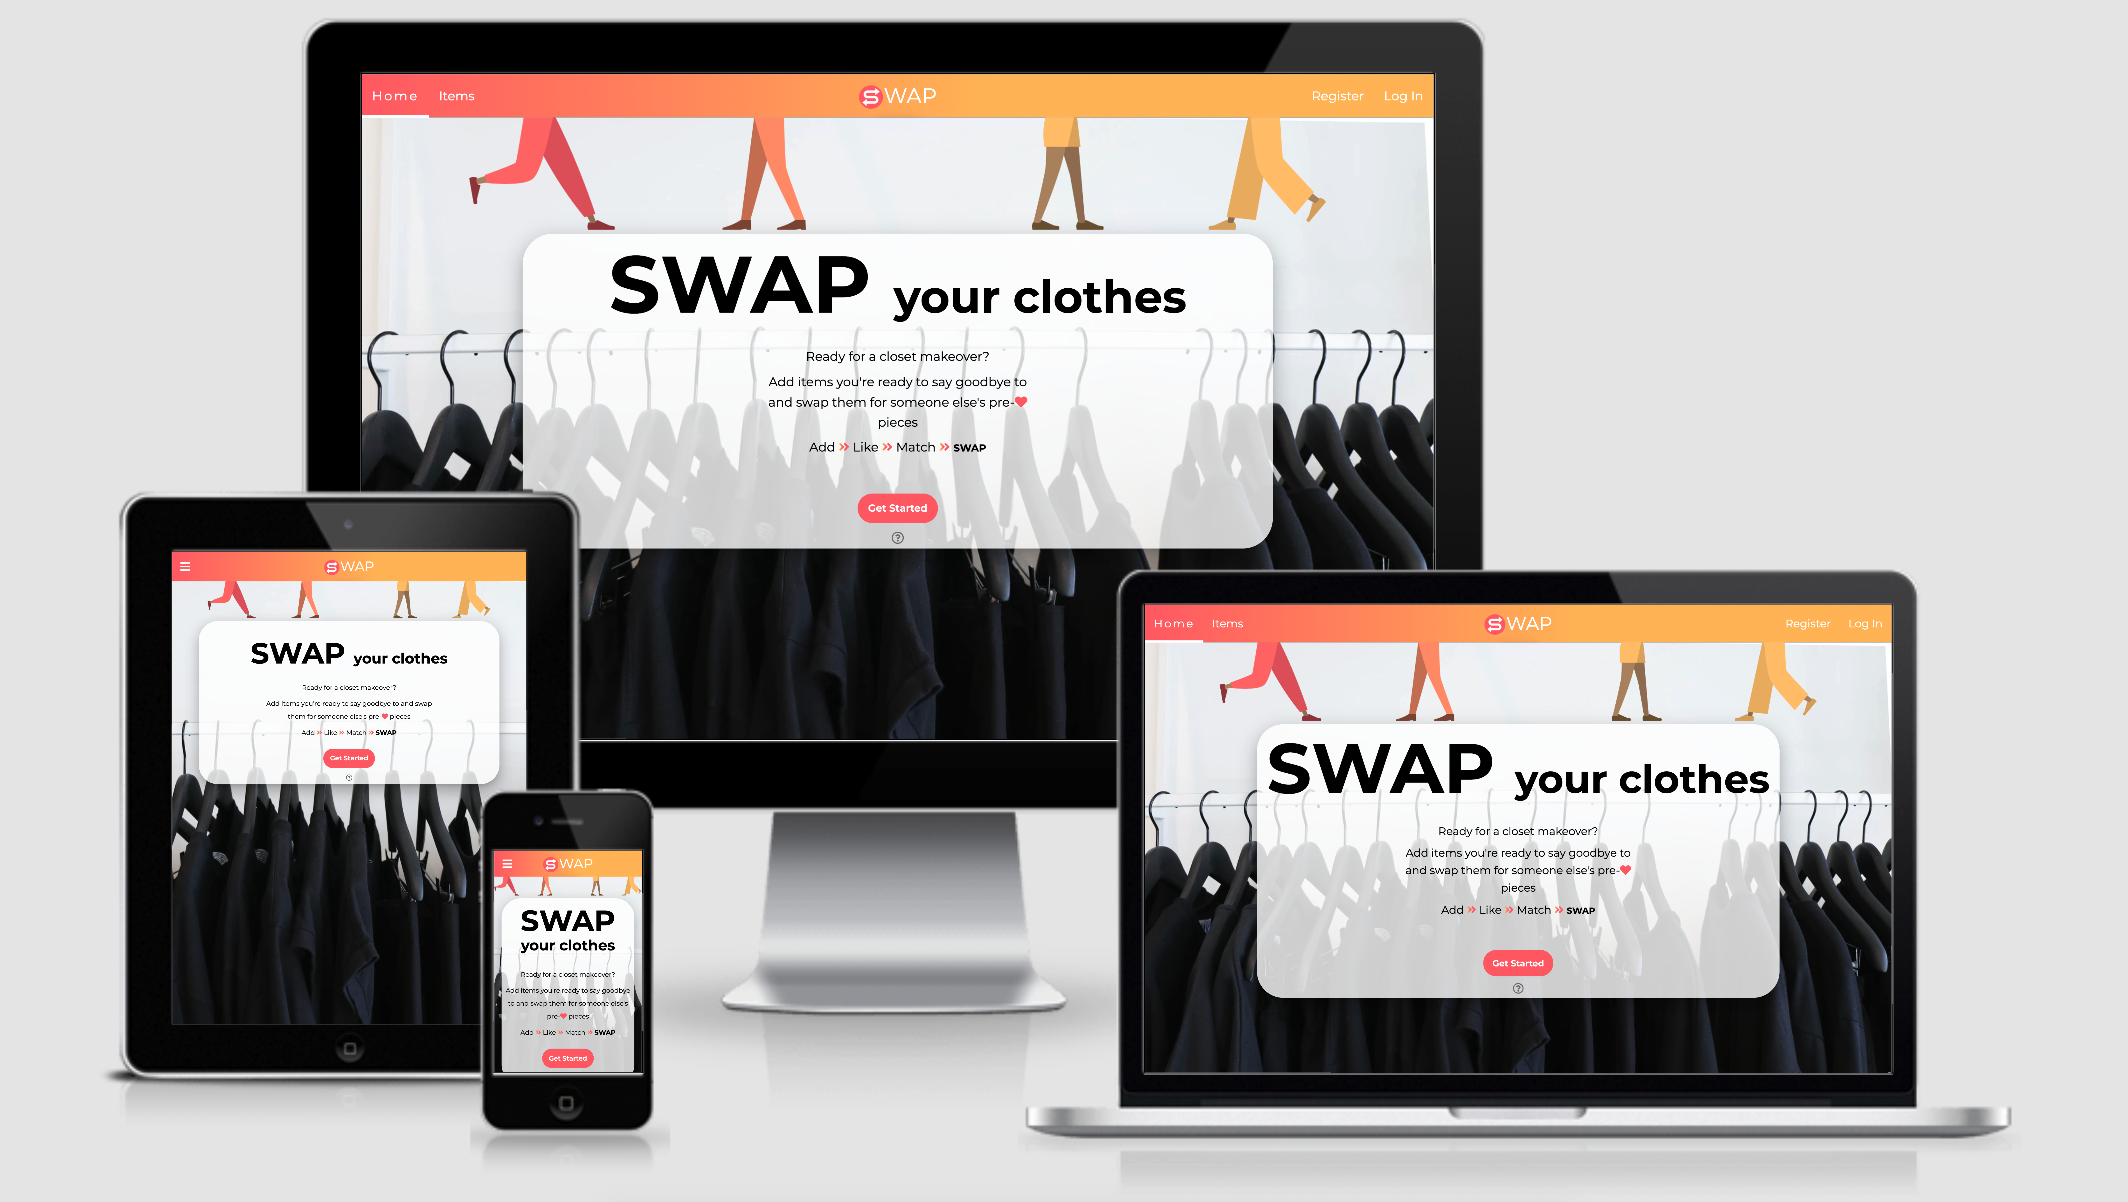 Home Items SWAP Register Log In
SWAP your clothes
Ready for a closet makeover?
Add items you're ready to say goodbye to
and swap them for someone else's pre-❤
pieces
Add » Like » Match » SWAP
Get Started
SWAP
SWAP your clothes
Ready for a closet makeover?
Add items you're ready to say goodbye to and swap
them for someone else's pre-❤ pieces
Add » Like » Match » SWAP
Get Started
SWAP
SWAP
your clothes
Ready for a closet makeover?
Add items you're ready to say goodbye
to and swap them for someone else's
pre-❤ pieces
Add » Like » Match » SWAP
Get Started
Home Items SWAP Register Log In
SWAP your clothes
Ready for a closet makeover?
Add items you're ready to say goodbye to
and swap them for someone else's pre-❤
pieces
Add » Like » Match » SWAP
Get Started